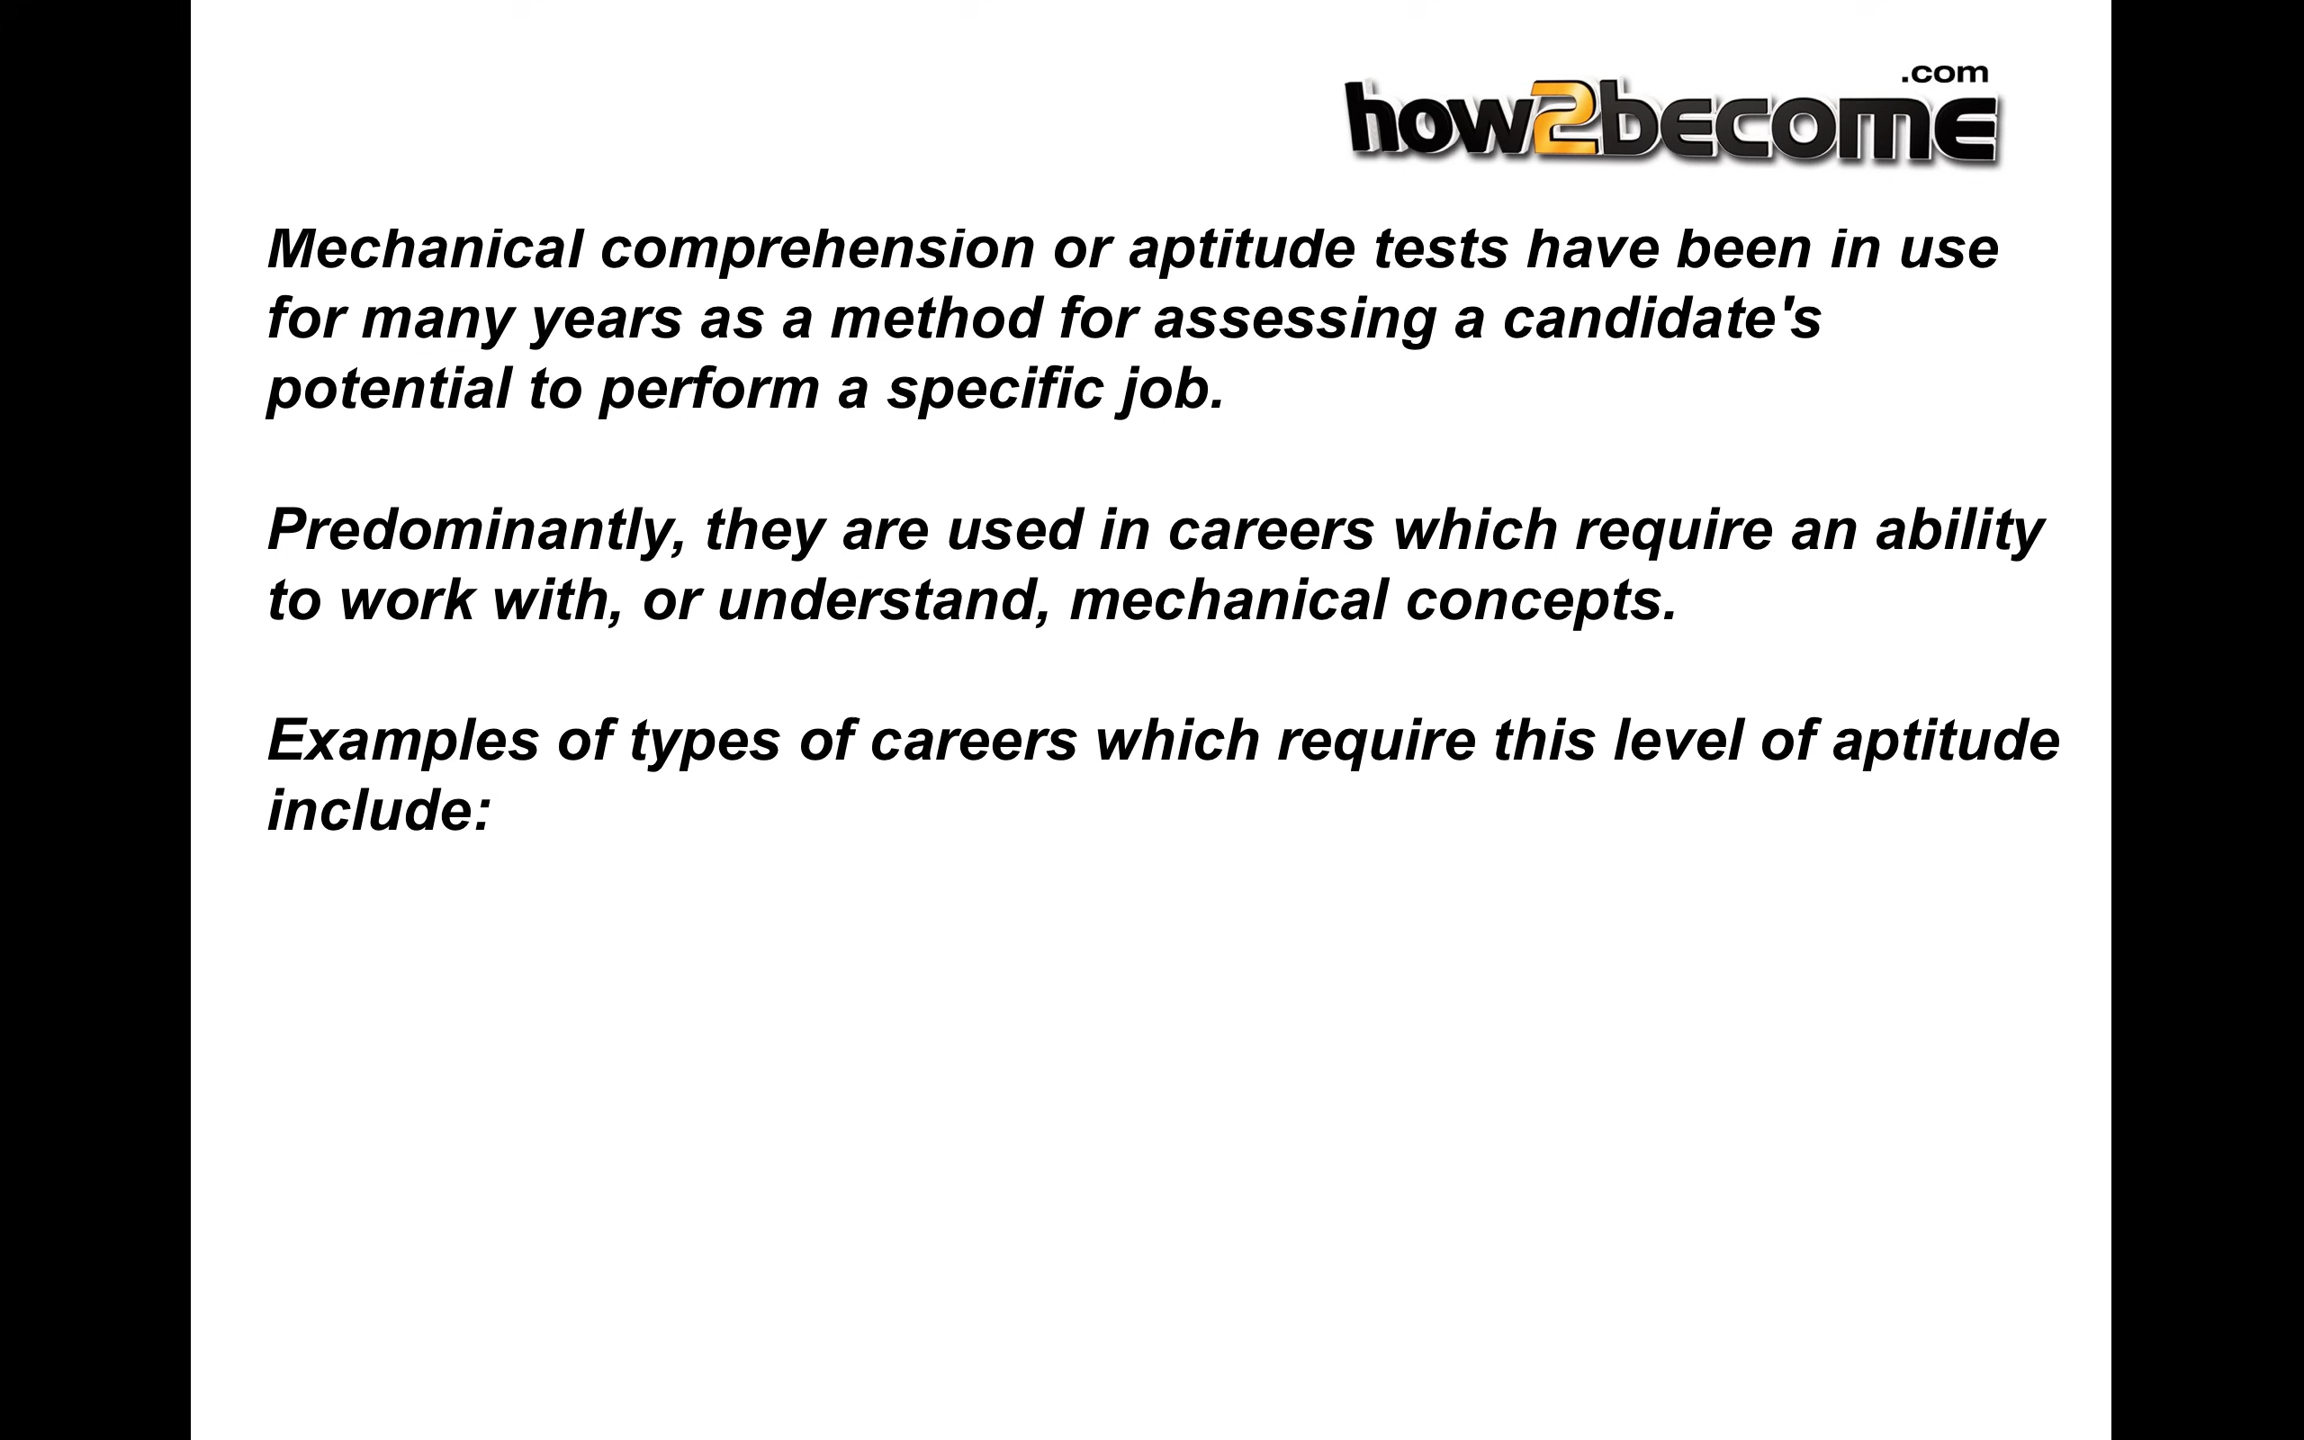 .com
how2become
Mechanical comprehension or aptitude tests have been in use
for many years as a method for assessing a candidate's
potential to perform a specific job.
Predominantly, they are used in careers which require an ability
to work with, or understand, mechanical concepts.
Examples of types of careers which require this level of aptitude
include: